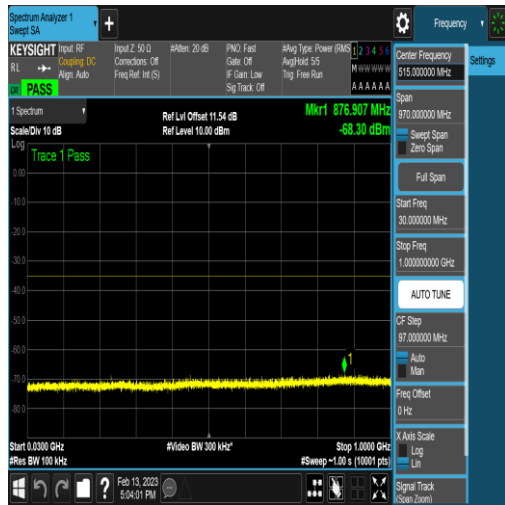 Spectrum Analyzer 1
Swept SA
Frequency
KEYSIGHT
RL
PASS
Input: RF
Coupling: DC
Align: Auto
Input Z: 50 Ω
Corrections: Off
Freq Ref: Int (S)
#Atten: 20 dB
PNO: Fast
Gate: Off
IF Gain: Low
Sig Track: Off
#Avg Type: Power (RMS
Avg|Hold: 5/5
Trig: Free Run
1 2 3 4 5 6
M W W W W W
A A A A A A
1 Spectrum
Scale/Div 10 dB
Log
Ref Lvl Offset 11.54 dB
Ref Level 10.00 dBm
Mkr1 876.907 MHz
-68.30 dBm
Trace 1 Pass
0.00
-10.0
-20.0
-30.0
-40.0
-50.0
-60.0
-70.0
-80.0
1
Start 0.0300 GHz
#Res BW 100 kHz
#Video BW 300 kHz*
Stop 1.0000 GHz
#Sweep ~1.00 s (10001 pts)
Center Frequency
515.000000 MHz
Settings
Span
970.000000 MHz
Swept Span
Zero Span
Full Span
Start Freq
30.000000 MHz
Stop Freq
1.000000000 GHz
AUTO TUNE
CF Step
97.000000 MHz
Auto
Man
Freq Offset
0 Hz
X Axis Scale
Log
Lin
Signal Track
(Span Zoom)
?
Feb 13, 2023
5:04:01 PM